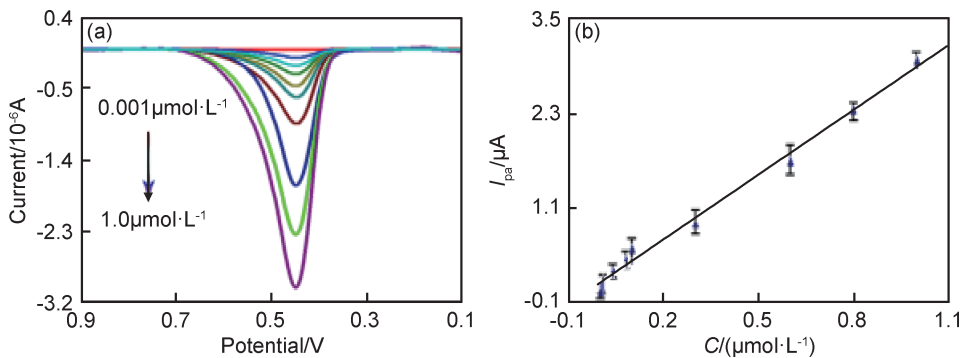 (a)
0.4
-0.5
-1.4
-2.3
-3.2
Current/10⁻⁶A
0.001μmol·L⁻¹
1.0μmol·L⁻¹
0.9
0.7
0.5
0.3
0.1
Potential/V
(b)
3.5
2.3
1.1
-0.1
Iₚₐ/μA
-0.1
0.2
0.5
0.8
1.1
C/(μmol·L⁻¹)